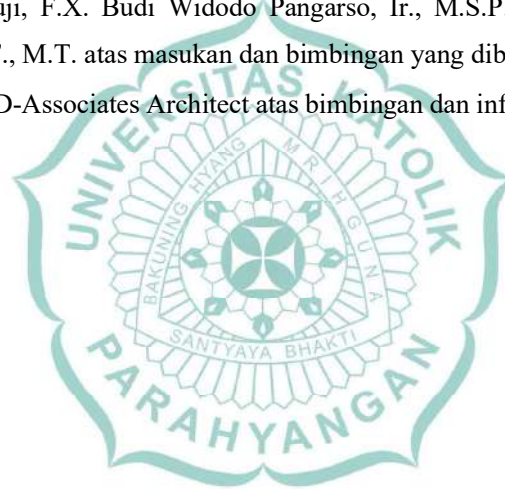 uji, F.X. Budi Widodo Pangarso, Ir., M.S.P.
., M.T. atas masukan dan bimbingan yang dib
D-Associates Architect atas bimbingan dan inf
UNIVERSITAS KATOLIK
BAKUNING HYANG MRIHGUNA
SANTYAYA BHAKTI
PARAHYANGAN